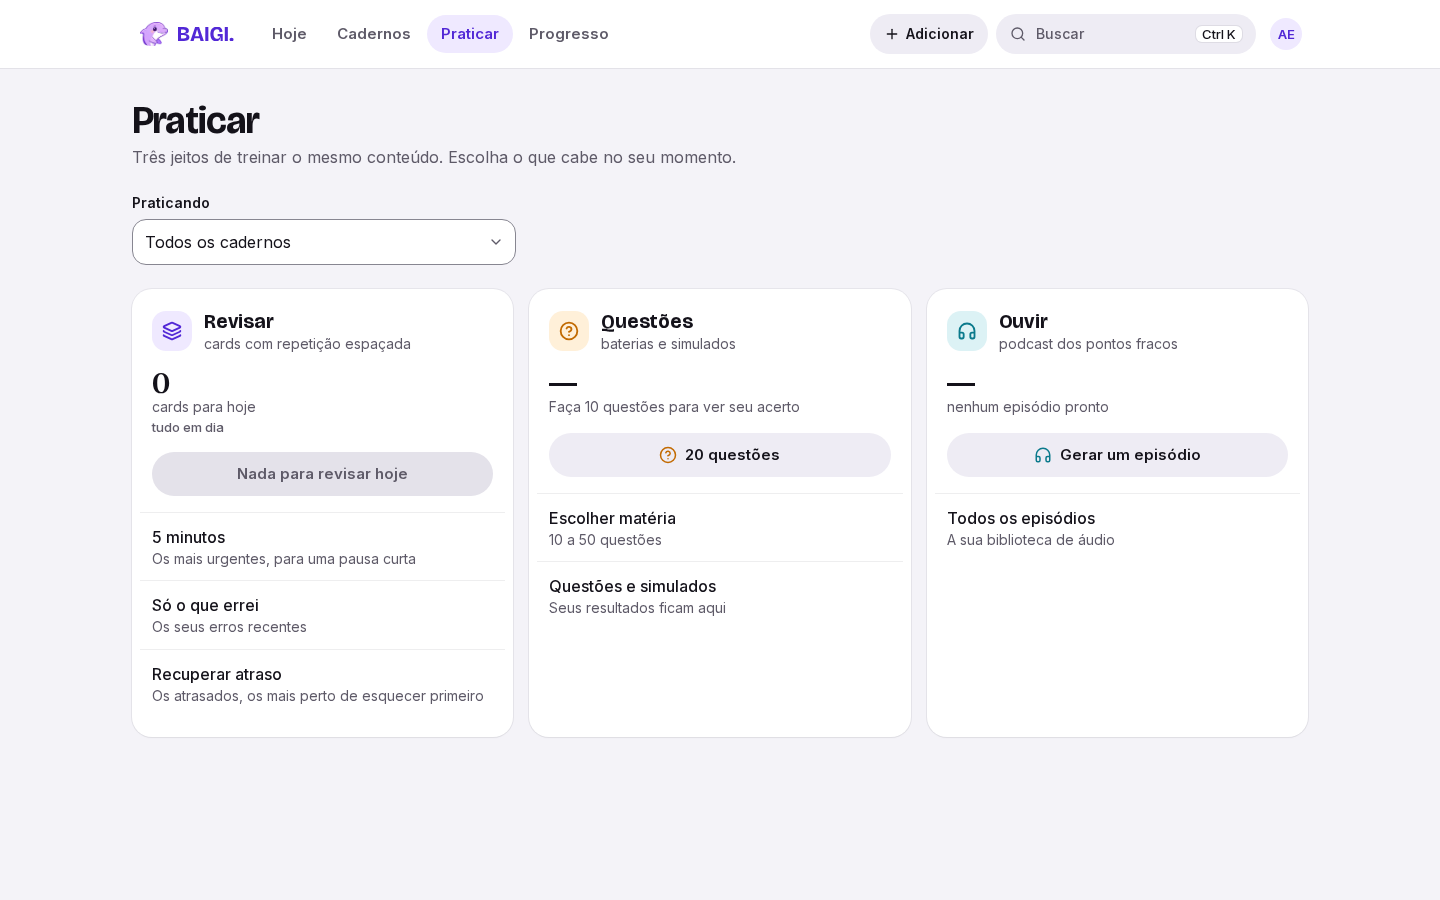 BAIGI.
Hoje
Cadernos
Praticar
Progresso
Adicionar
Buscar
Ctrl K
AE
Praticar
Três jeitos de treinar o mesmo conteúdo. Escolha o que cabe no seu momento.
Praticando
Todos os cadernos
Revisar
cards com repetição espaçada
0
cards para hoje
tudo em dia
Nada para revisar hoje
5 minutos
Os mais urgentes, para uma pausa curta
Só o que errei
Os seus erros recentes
Recuperar atraso
Os atrasados, os mais perto de esquecer primeiro
Questões
baterias e simulados
—
Faça 10 questões para ver seu acerto
20 questões
Escolher matéria
10 a 50 questões
Questões e simulados
Seus resultados ficam aqui
Ouvir
podcast dos pontos fracos
—
nenhum episódio pronto
Gerar um episódio
Todos os episódios
A sua biblioteca de áudio